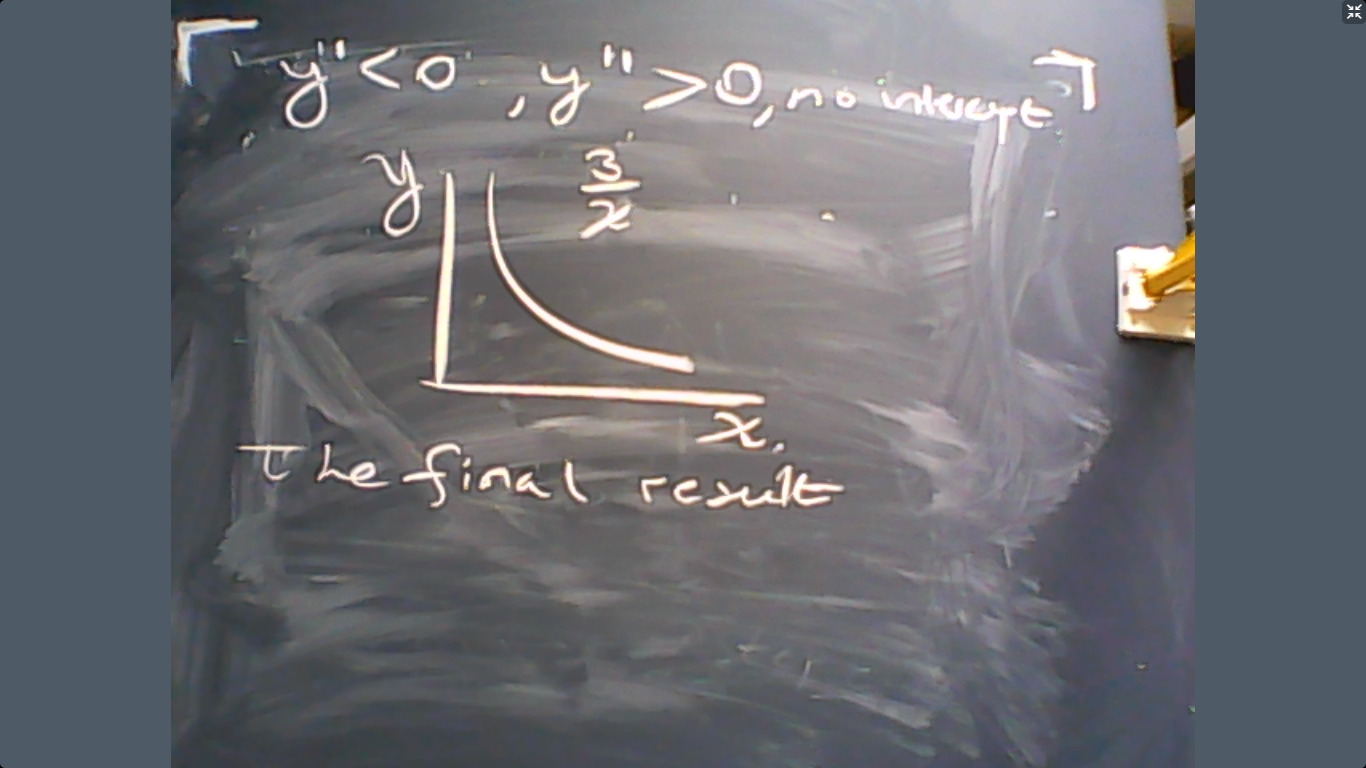 y'' < 0 , y'' > 0, no intercept
y
3/x
x.
The final result